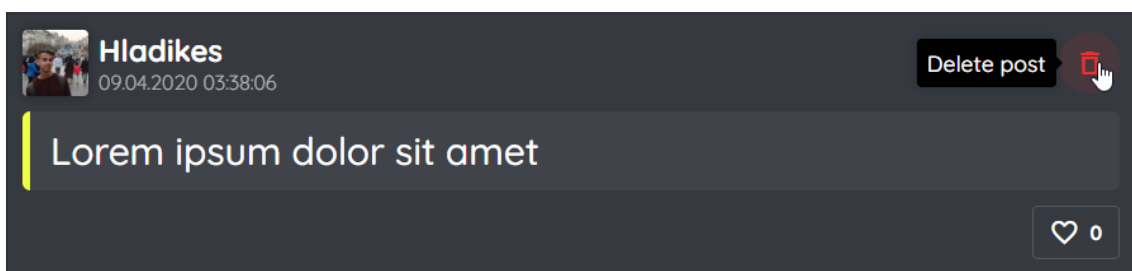 Hladikes
Delete post
09.04.2020 03:38:06
Lorem ipsum dolor sit amet
0